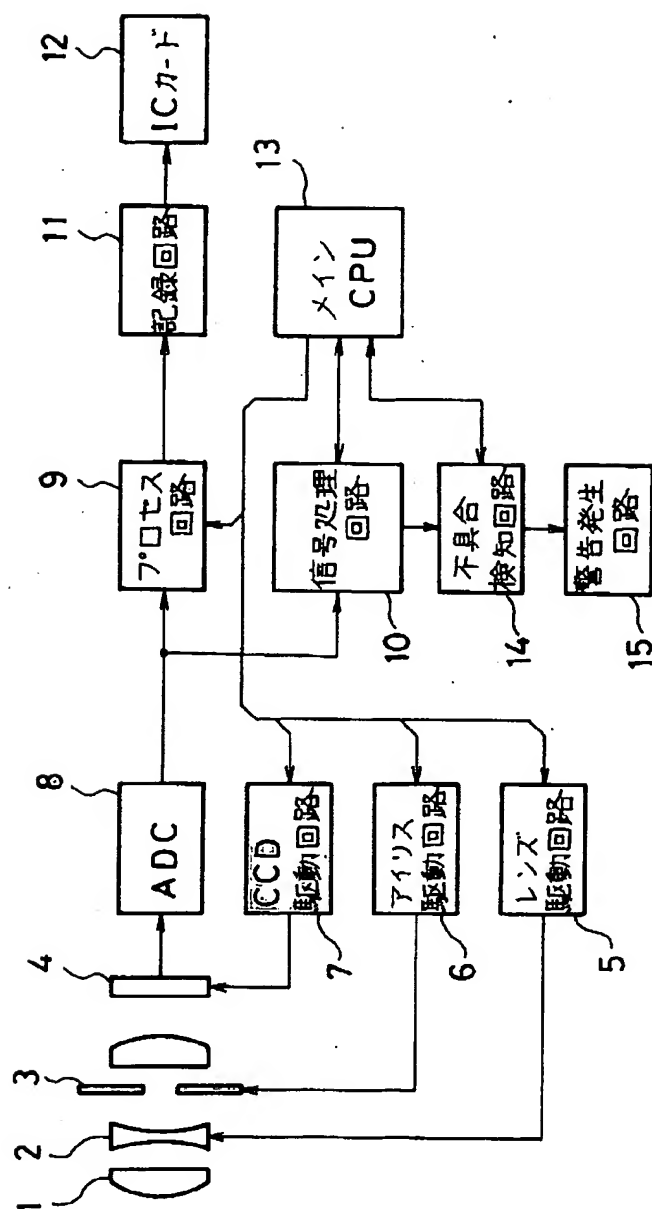 1
2
3
4
8
ADC
9
プロセス
回路
11
記録回路
12
ICカード
13
メイン
CPU
信号処理
回路
10
不具合
検知回路
14
警告発生
回路
15
CCD
駆動回路
7
アイリス
駆動回路
6
レンズ
駆動回路
5